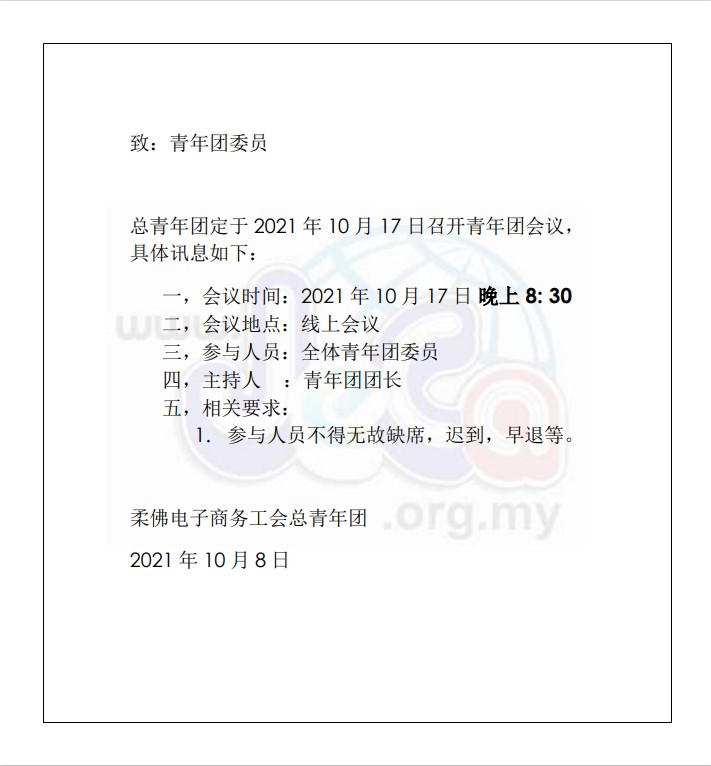 致：青年团委员
总青年团定于 2021 年 10 月 17 日召开青年团会议，
具体讯息如下：
一，会议时间：2021 年 10 月 17 日 晚上 8: 30
二，会议地点：线上会议
三，参与人员：全体青年团委员
四，主持人 ：青年团团长
五，相关要求：
1. 参与人员不得无故缺席，迟到，早退等。
柔佛电子商务工会总青年团
2021 年 10 月 8 日
www.
jeca
.org.my